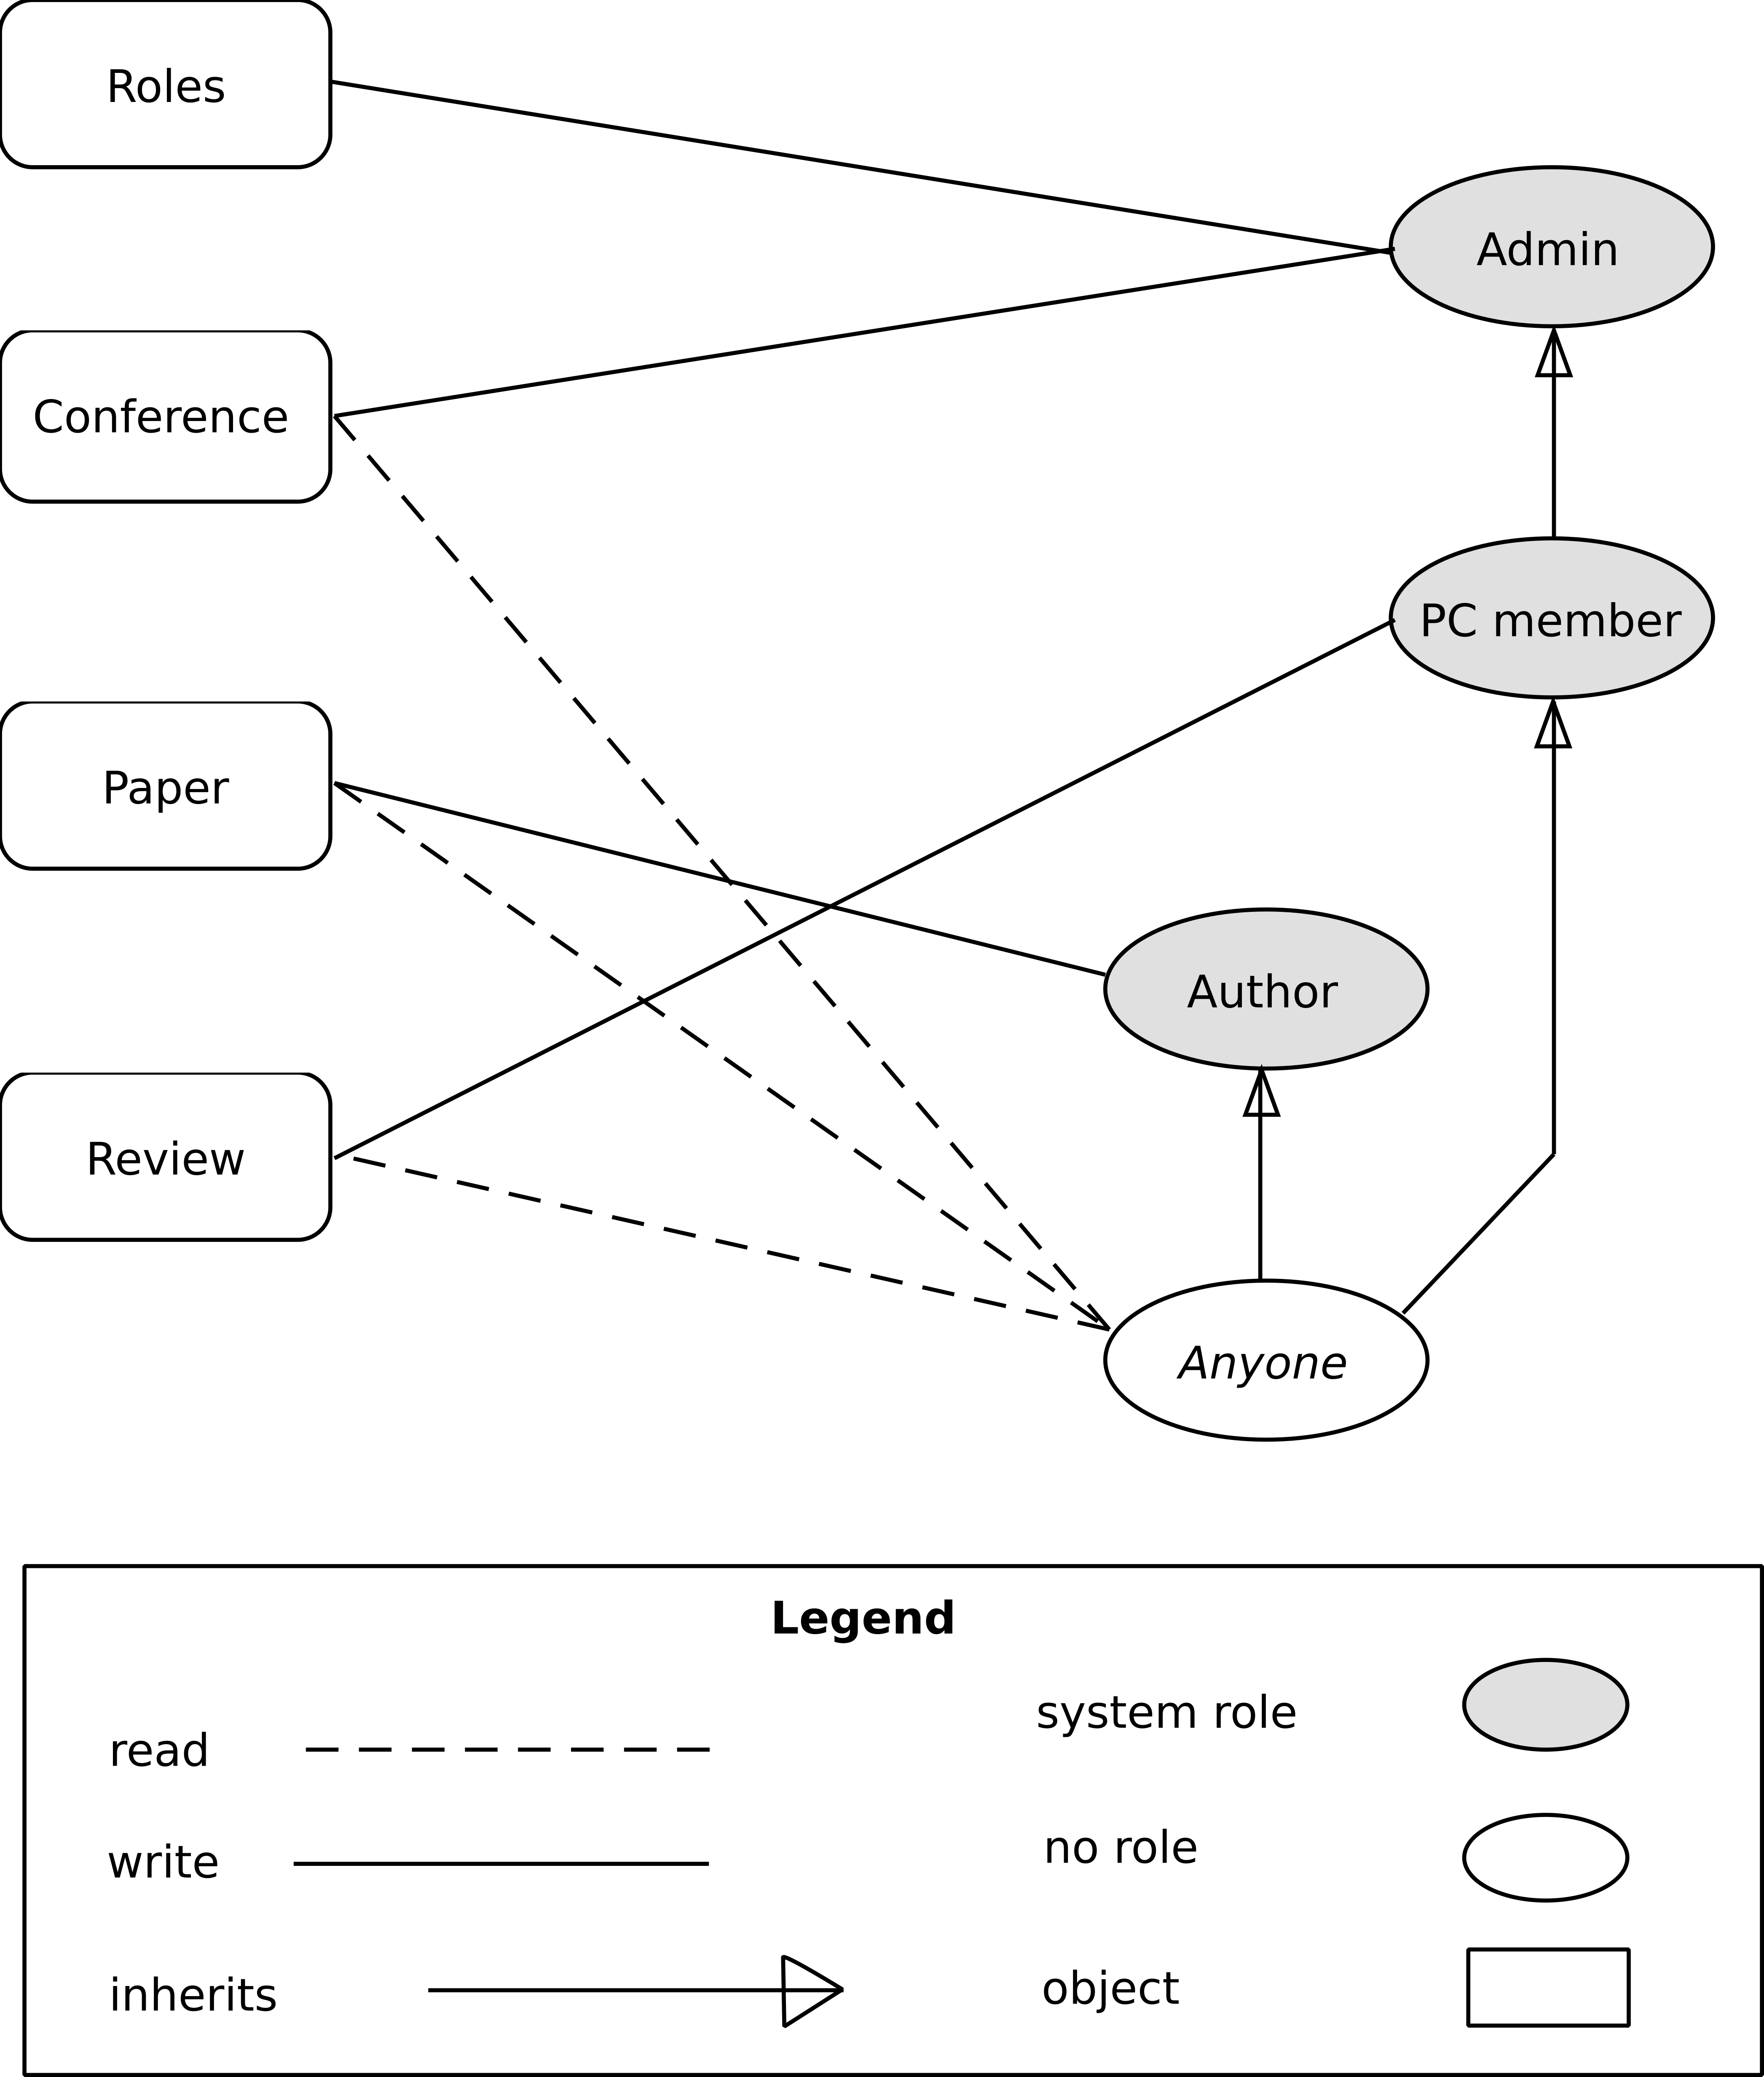 Roles
Admin
Conference
PC member
Paper
Author
Review
Anyone
Legend
system role
read
no role
write
object
inherits